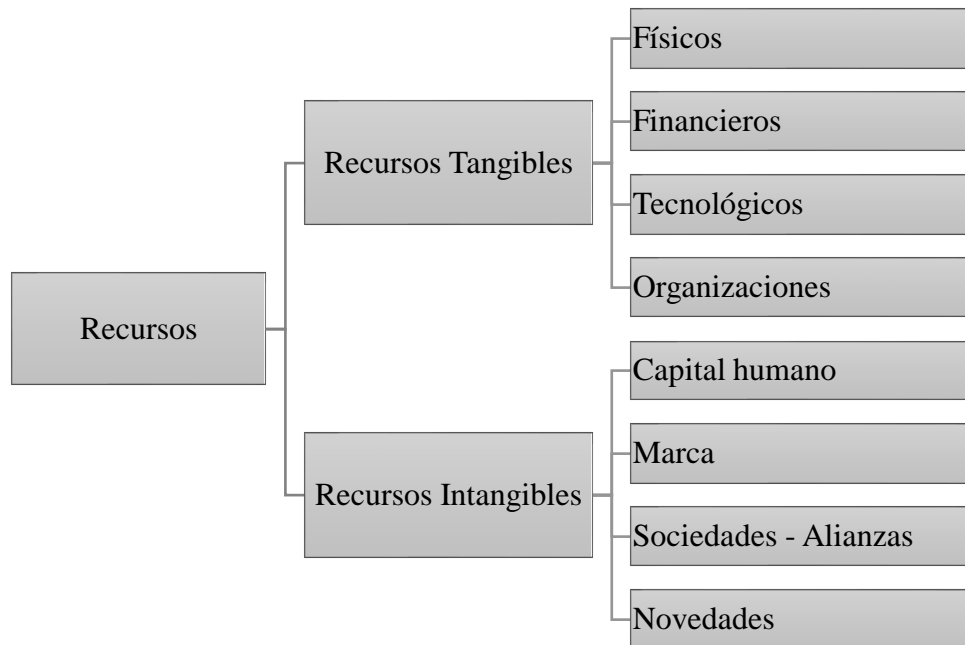 Recursos
Recursos Tangibles
Físicos
Financieros
Tecnológicos
Organizaciones
Recursos Intangibles
Capital humano
Marca
Sociedades - Alianzas
Novedades